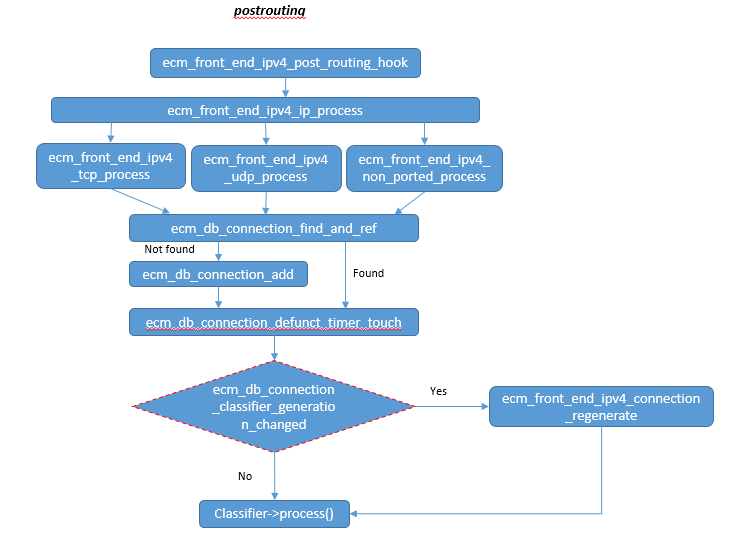 postrouting
ecm_front_end_ipv4_post_routing_hook
ecm_front_end_ipv4_ip_process
ecm_front_end_ipv4
_tcp_process
ecm_front_end_ipv4
_udp_process
ecm_front_end_ipv4_
non_ported_process
ecm_db_connection_find_and_ref
Not found
Found
ecm_db_connection_add
ecm_db_connection_defunct_timer_touch
ecm_db_connection
_classifier_generatio
n_changed
Yes
ecm_front_end_ipv4_connection
_regenerate
No
Classifier->process()